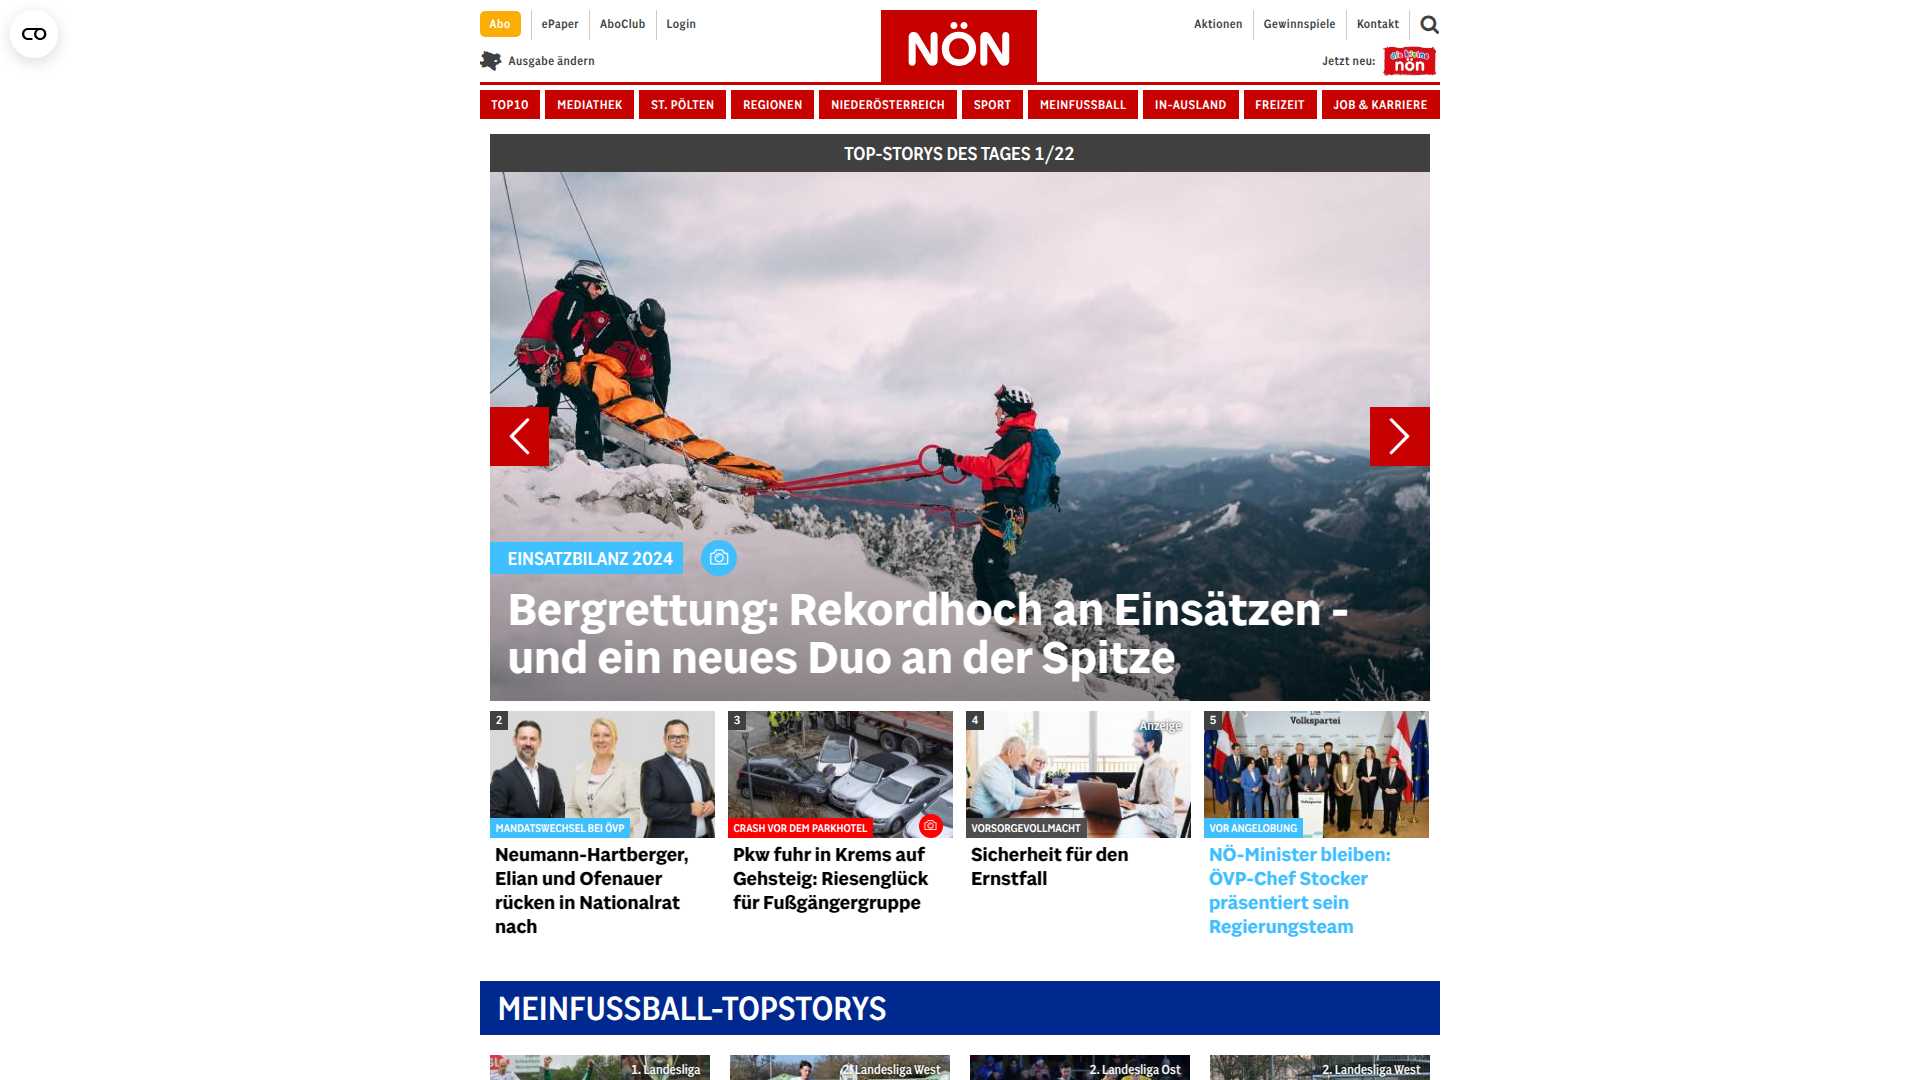 Abo
ePaper
AboClub
Login
Aktionen
Gewinnspiele
Kontakt
NÖN
Ausgabe ändern
Jetzt neu:
die kleine
nön
TOP10
MEDIATHEK
ST. PÖLTEN
REGIONEN
NIEDERÖSTERREICH
SPORT
MEINFUSSBALL
IN-AUSLAND
FREIZEIT
JOB & KARRIERE
TOP-STORYS DES TAGES 1/22
EINSATZBILANZ 2024
Bergrettung: Rekordhoch an Einsätzen -
und ein neues Duo an der Spitze
2
MANDATSWECHSEL BEI ÖVP
Neumann-Hartberger,
Elian und Ofenauer
rücken in Nationalrat
nach
3
CRASH VOR DEM PARKHOTEL
Pkw fuhr in Krems auf
Gehsteig: Riesenglück
für Fußgängergruppe
4
Anzeige
VORSORGEVOLLMACHT
Sicherheit für den
Ernstfall
5
Volkspartei
VOR ANGELOBUNG
NÖ-Minister bleiben:
ÖVP-Chef Stocker
präsentiert sein
Regierungsteam
MEINFUSSBALL-TOPSTORYS
1. Landesliga
2. Landesliga West
2. Landesliga Ost
2. Landesliga West